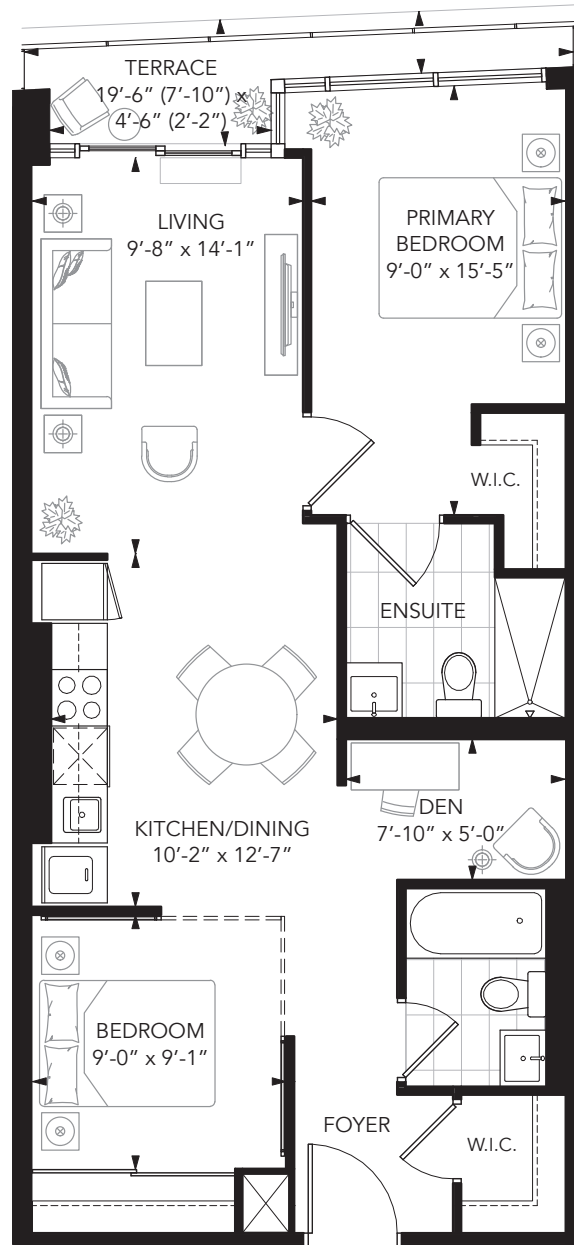 TERRACE
19'-6" (7'-10") x
4'-6" (2'-2")
LIVING
9'-8" x 14'-1"
PRIMARY
BEDROOM
9'-0" x 15'-5"
W.I.C.
ENSUITE
DEN
7'-10" x 5'-0"
KITCHEN/DINING
10'-2" x 12'-7"
BEDROOM
9'-0" x 9'-1"
FOYER
W.I.C.